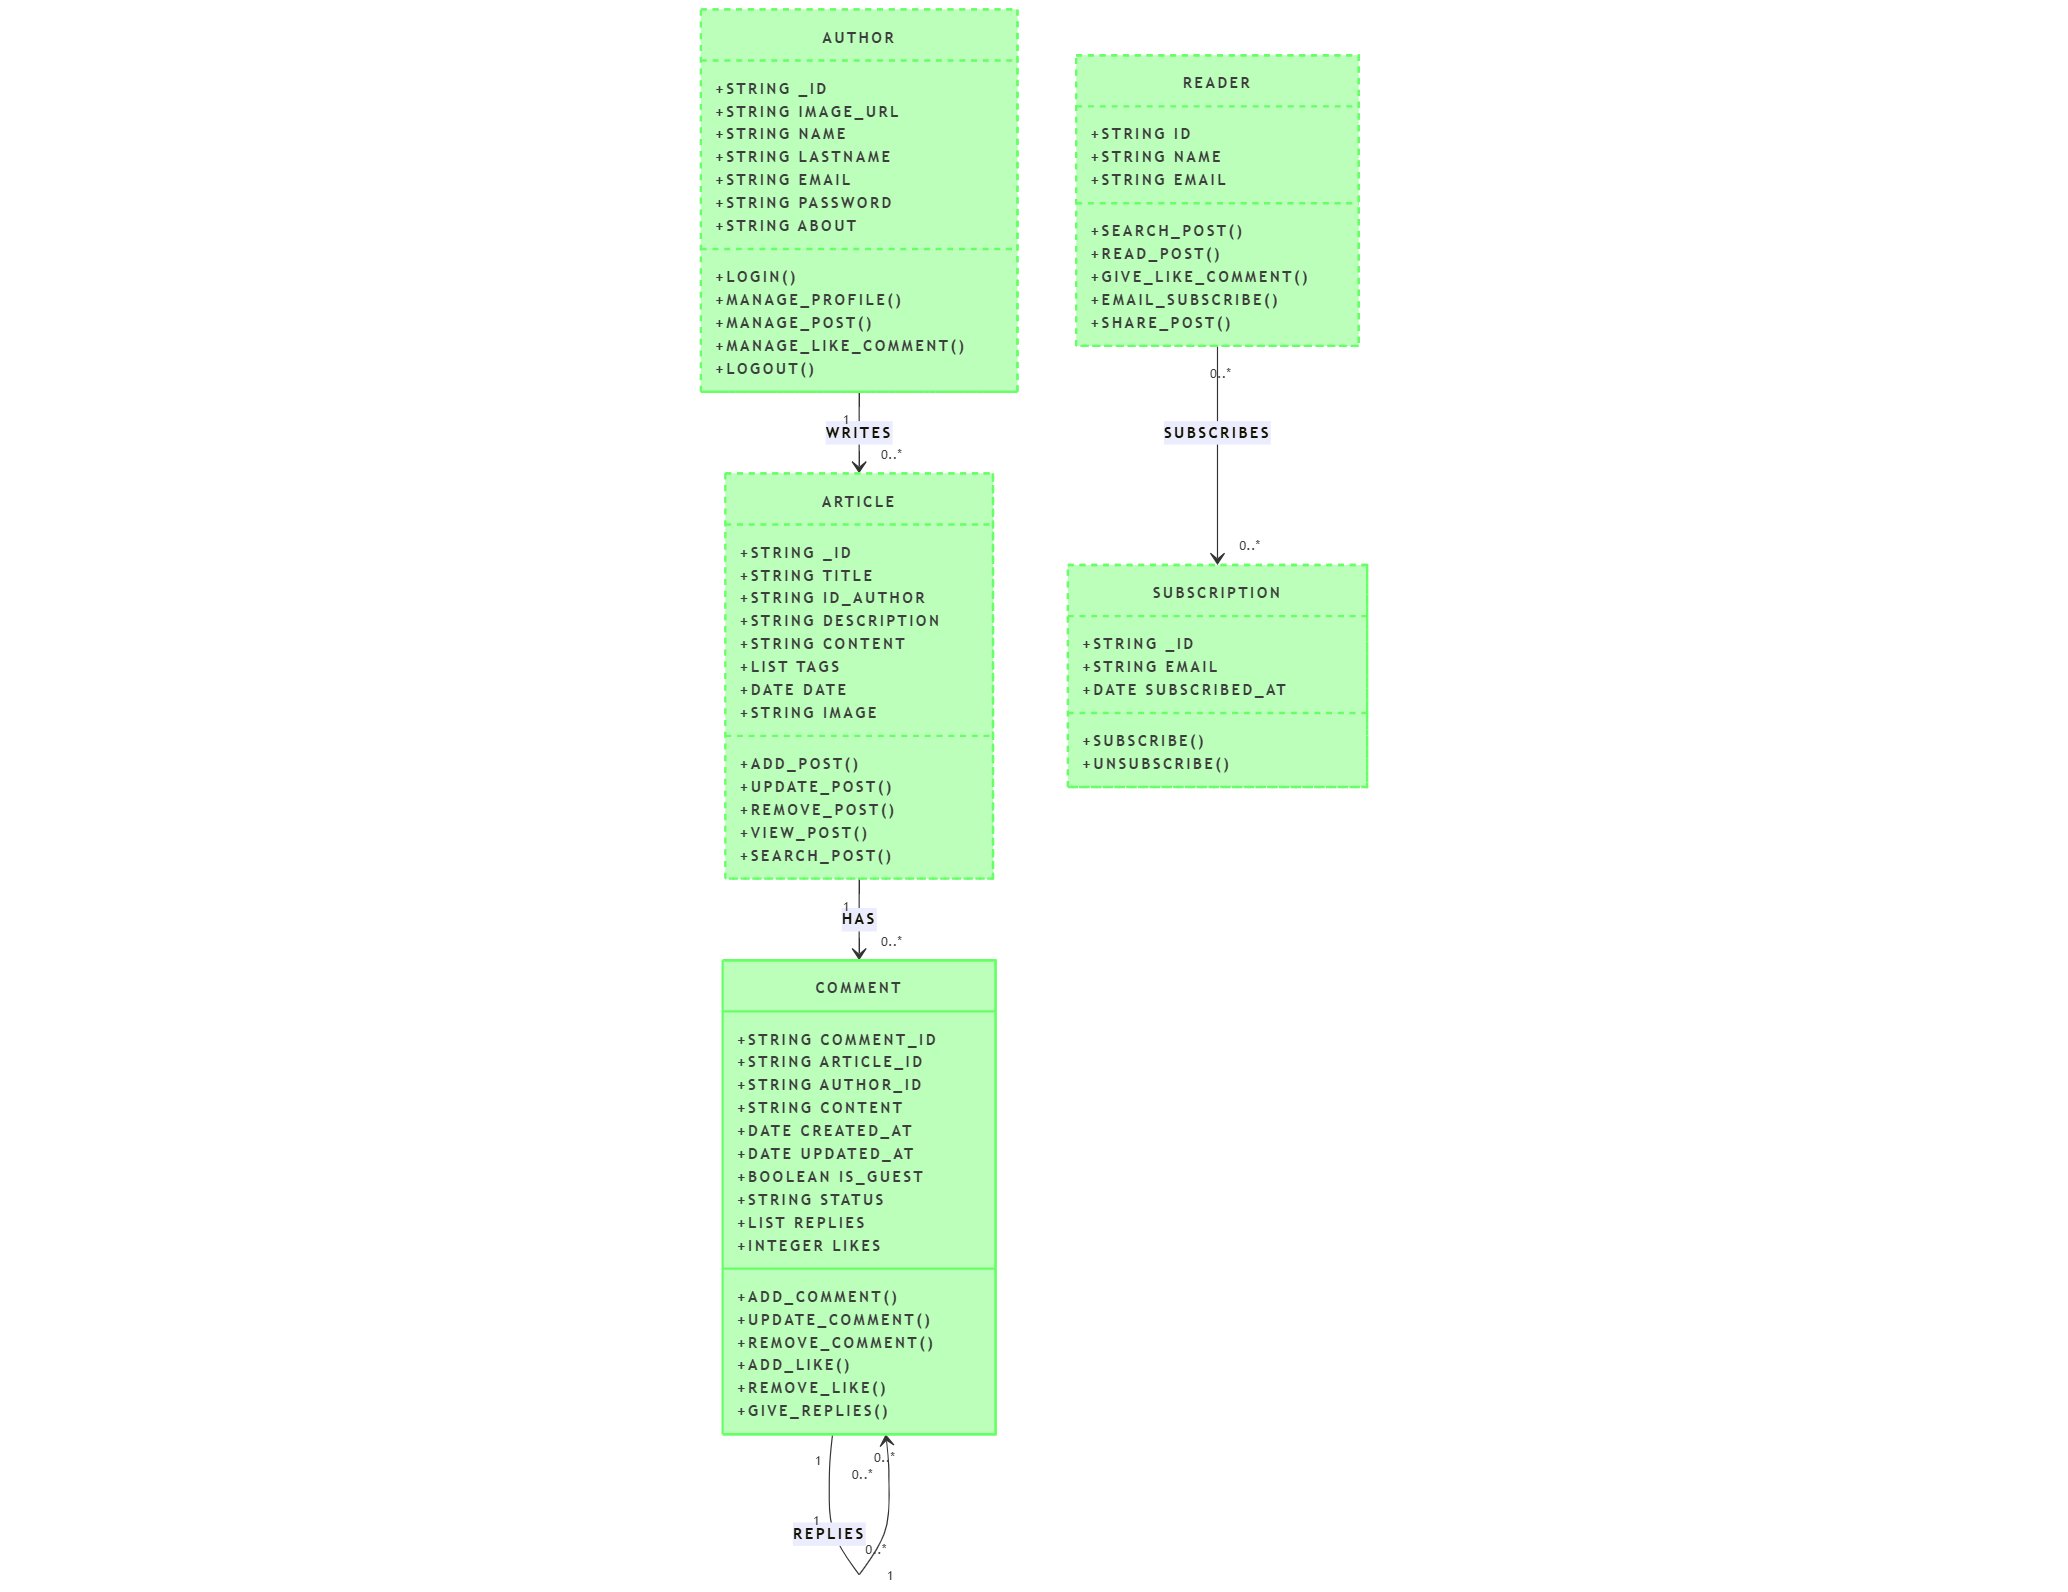 AUTHOR
+STRING _ID
+STRING IMAGE_URL
+STRING NAME
+STRING LASTNAME
+STRING EMAIL
+STRING PASSWORD
+STRING ABOUT
+LOGIN()
+MANAGE_PROFILE()
+MANAGE_POST()
+MANAGE_LIKE_COMMENT()
+LOGOUT()
READER
+STRING ID
+STRING NAME
+STRING EMAIL
+SEARCH_POST()
+READ_POST()
+GIVE_LIKE_COMMENT()
+EMAIL_SUBSCRIBE()
+SHARE_POST()
1
WRITES
0..*
0..*
SUBSCRIBES
0..*
ARTICLE
+STRING _ID
+STRING TITLE
+STRING ID_AUTHOR
+STRING DESCRIPTION
+STRING CONTENT
+LIST TAGS
+DATE DATE
+STRING IMAGE
+ADD_POST()
+UPDATE_POST()
+REMOVE_POST()
+VIEW_POST()
+SEARCH_POST()
SUBSCRIPTION
+STRING _ID
+STRING EMAIL
+DATE SUBSCRIBED_AT
+SUBSCRIBE()
+UNSUBSCRIBE()
1
HAS
0..*
COMMENT
+STRING COMMENT_ID
+STRING ARTICLE_ID
+STRING AUTHOR_ID
+STRING CONTENT
+DATE CREATED_AT
+DATE UPDATED_AT
+BOOLEAN IS_GUEST
+STRING STATUS
+LIST REPLIES
+INTEGER LIKES
+ADD_COMMENT()
+UPDATE_COMMENT()
+REMOVE_COMMENT()
+ADD_LIKE()
+REMOVE_LIKE()
+GIVE_REPLIES()
1
0..*
0..*
1
REPLIES
0..*
1